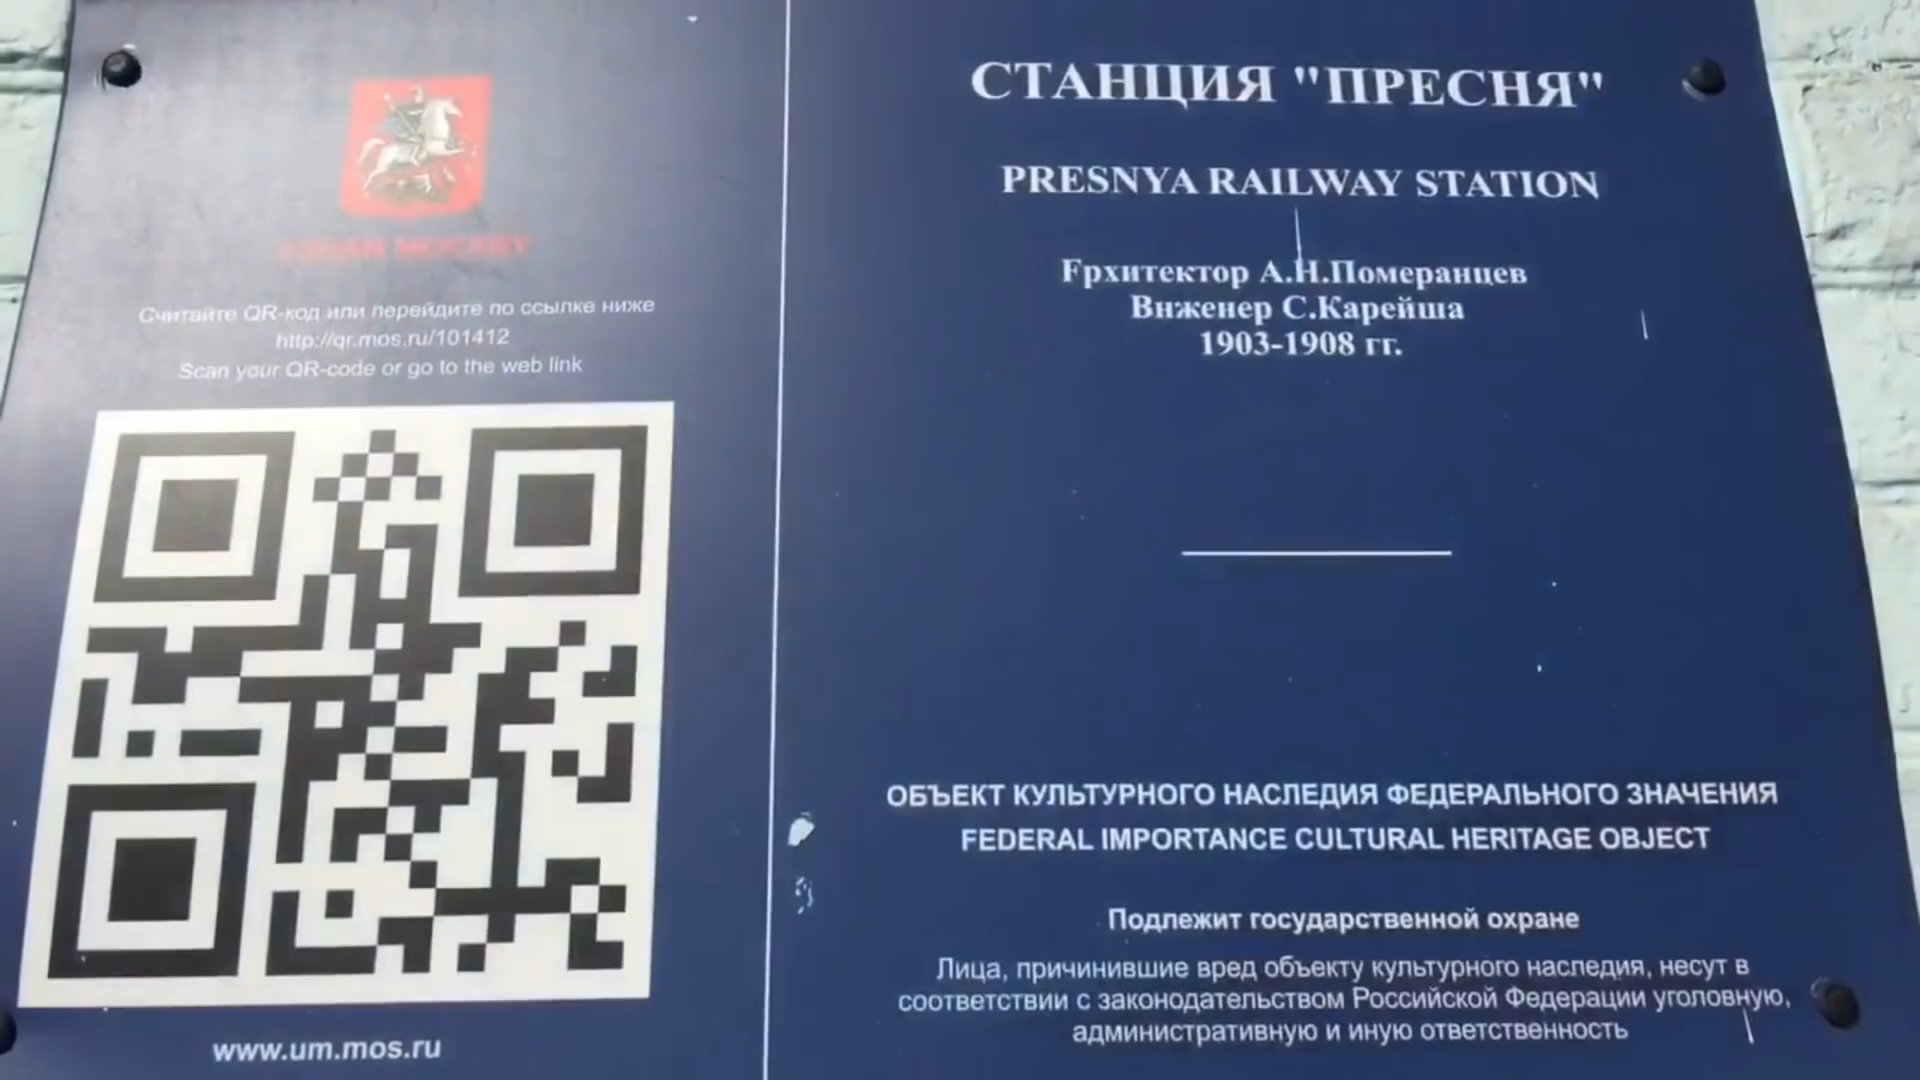 УЗНАЙ МОСКВУ
Считайте QR-код или перейдите по ссылке ниже
http://qr.mos.ru/101412
Scan your QR-code or go to the web link
www.um.mos.ru
СТАНЦИЯ "ПРЕСНЯ"
PRESNYA RAILWAY STATION
Fрхитектор А.Н.Померанцев
Внженер С.Карейша
1903-1908 гг.
ОБЪЕКТ КУЛЬТУРНОГО НАСЛЕДИЯ ФЕДЕРАЛЬНОГО ЗНАЧЕНИЯ
FEDERAL IMPORTANCE CULTURAL HERITAGE OBJECT
Подлежит государственной охране
Лица, причинившие вред объекту культурного наследия, несут в
соответствии с законодательством Российской Федерации уголовную,
административную и иную ответственность